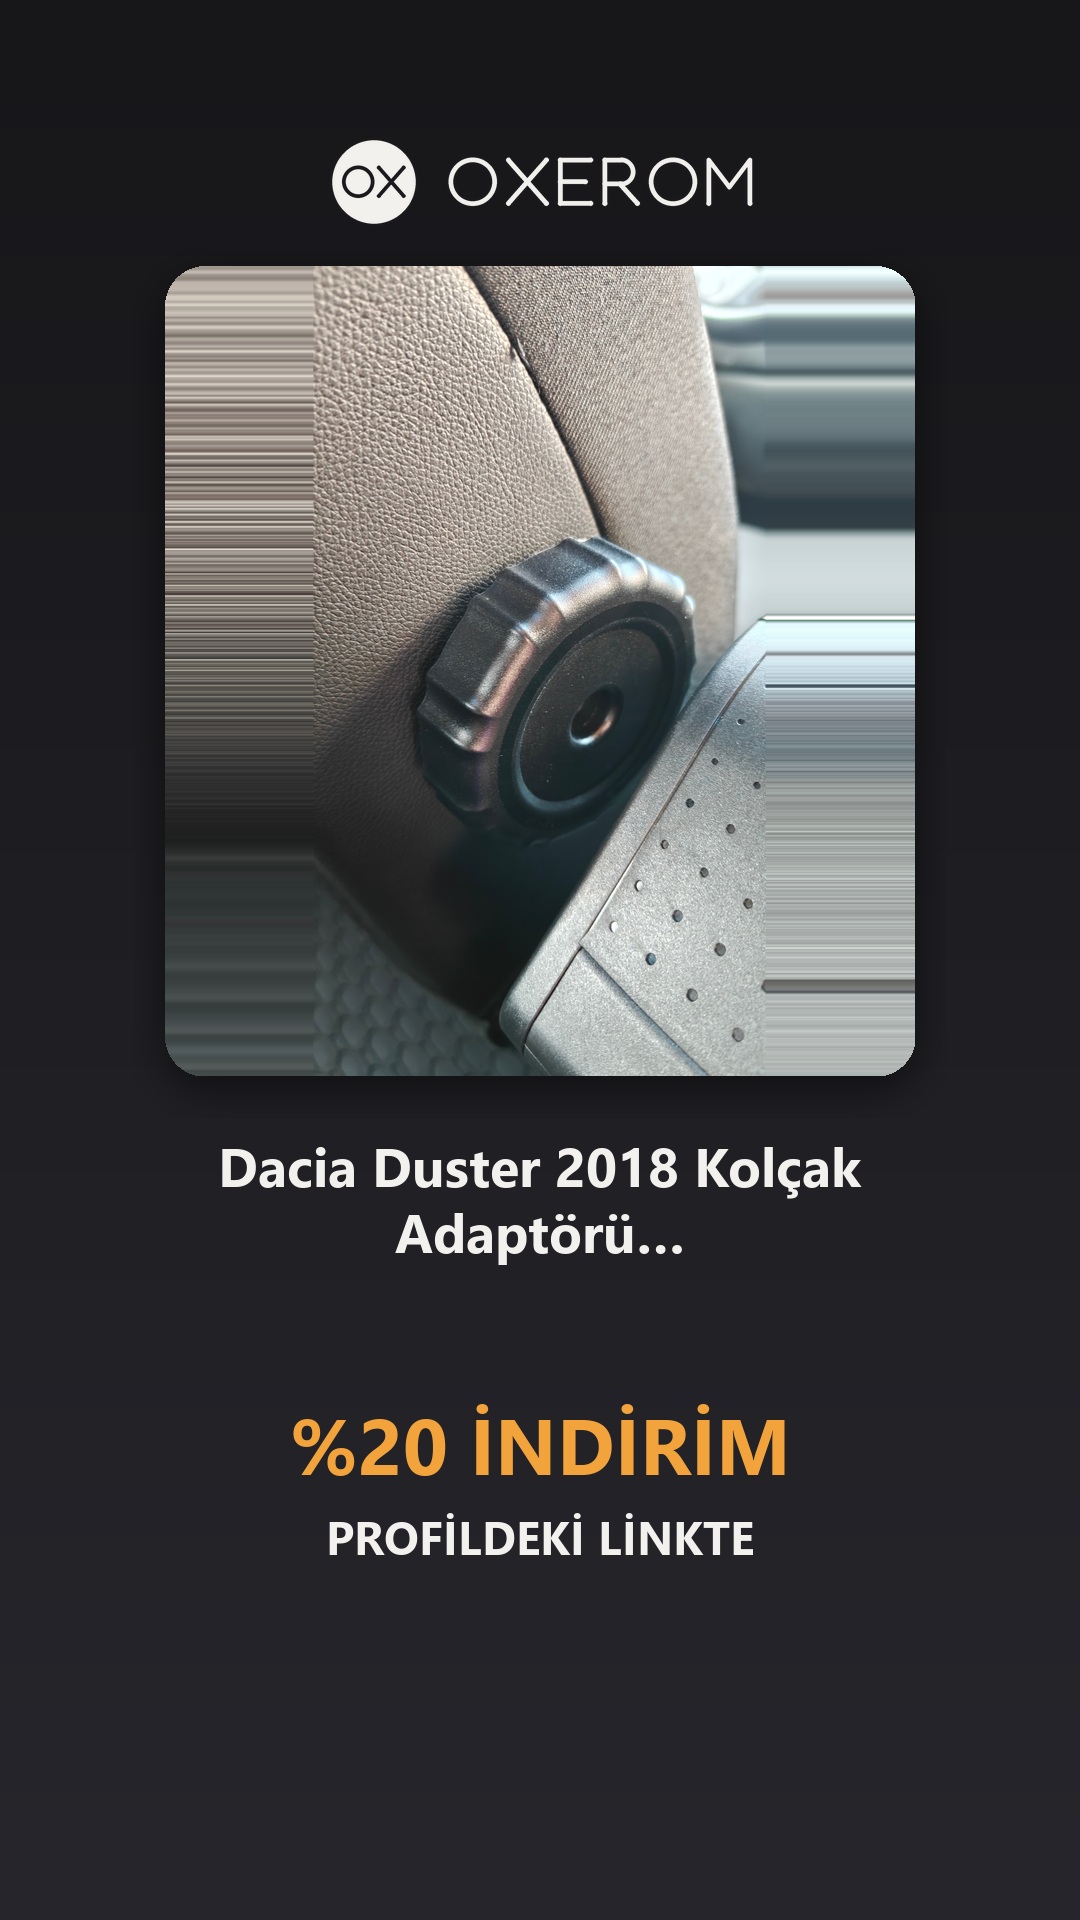 OX OXEROM
Dacia Duster 2018 Kolçak
Adaptörü...
%20 İNDİRİM
PROFİLDEKİ LİNKTE